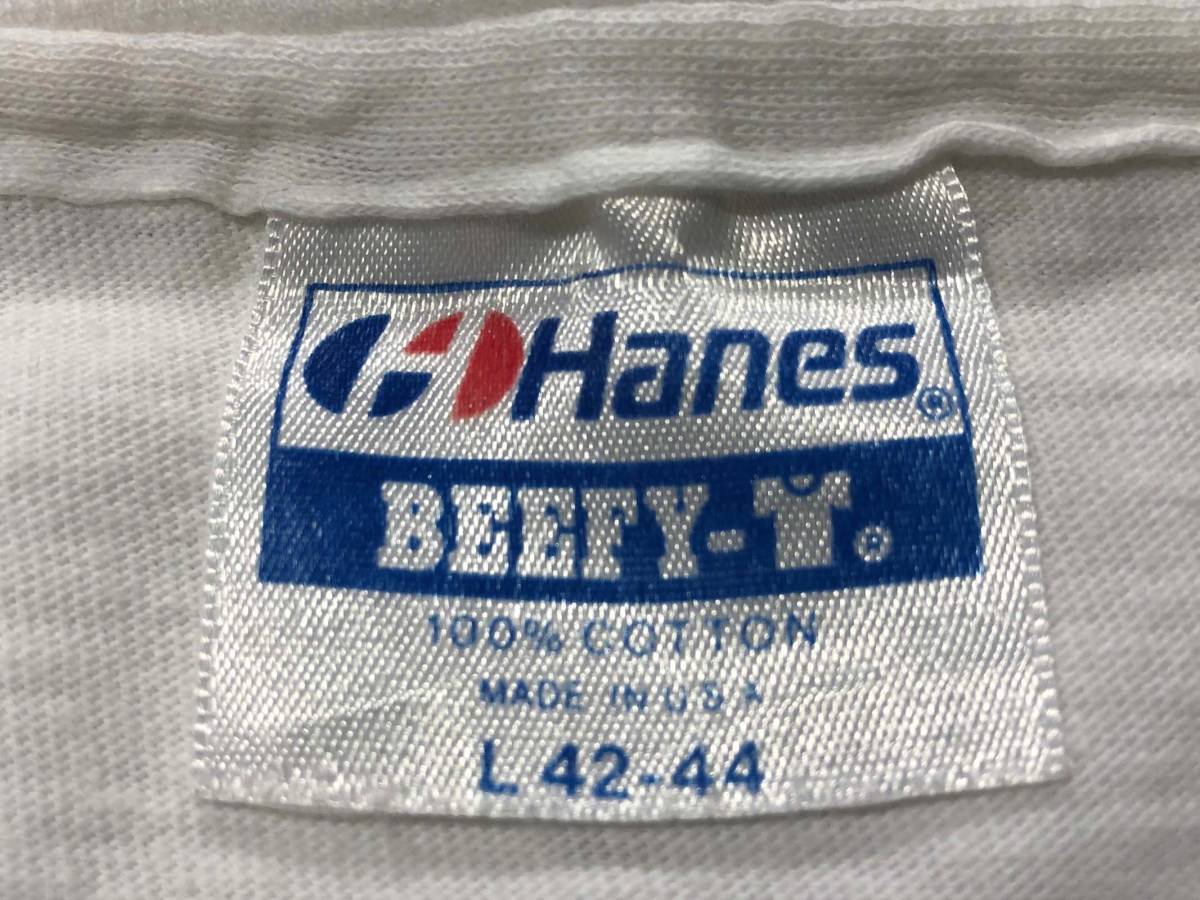 Hanes®
BEEFY-T®
100% COTTON
MADE IN U S A
L 42-44